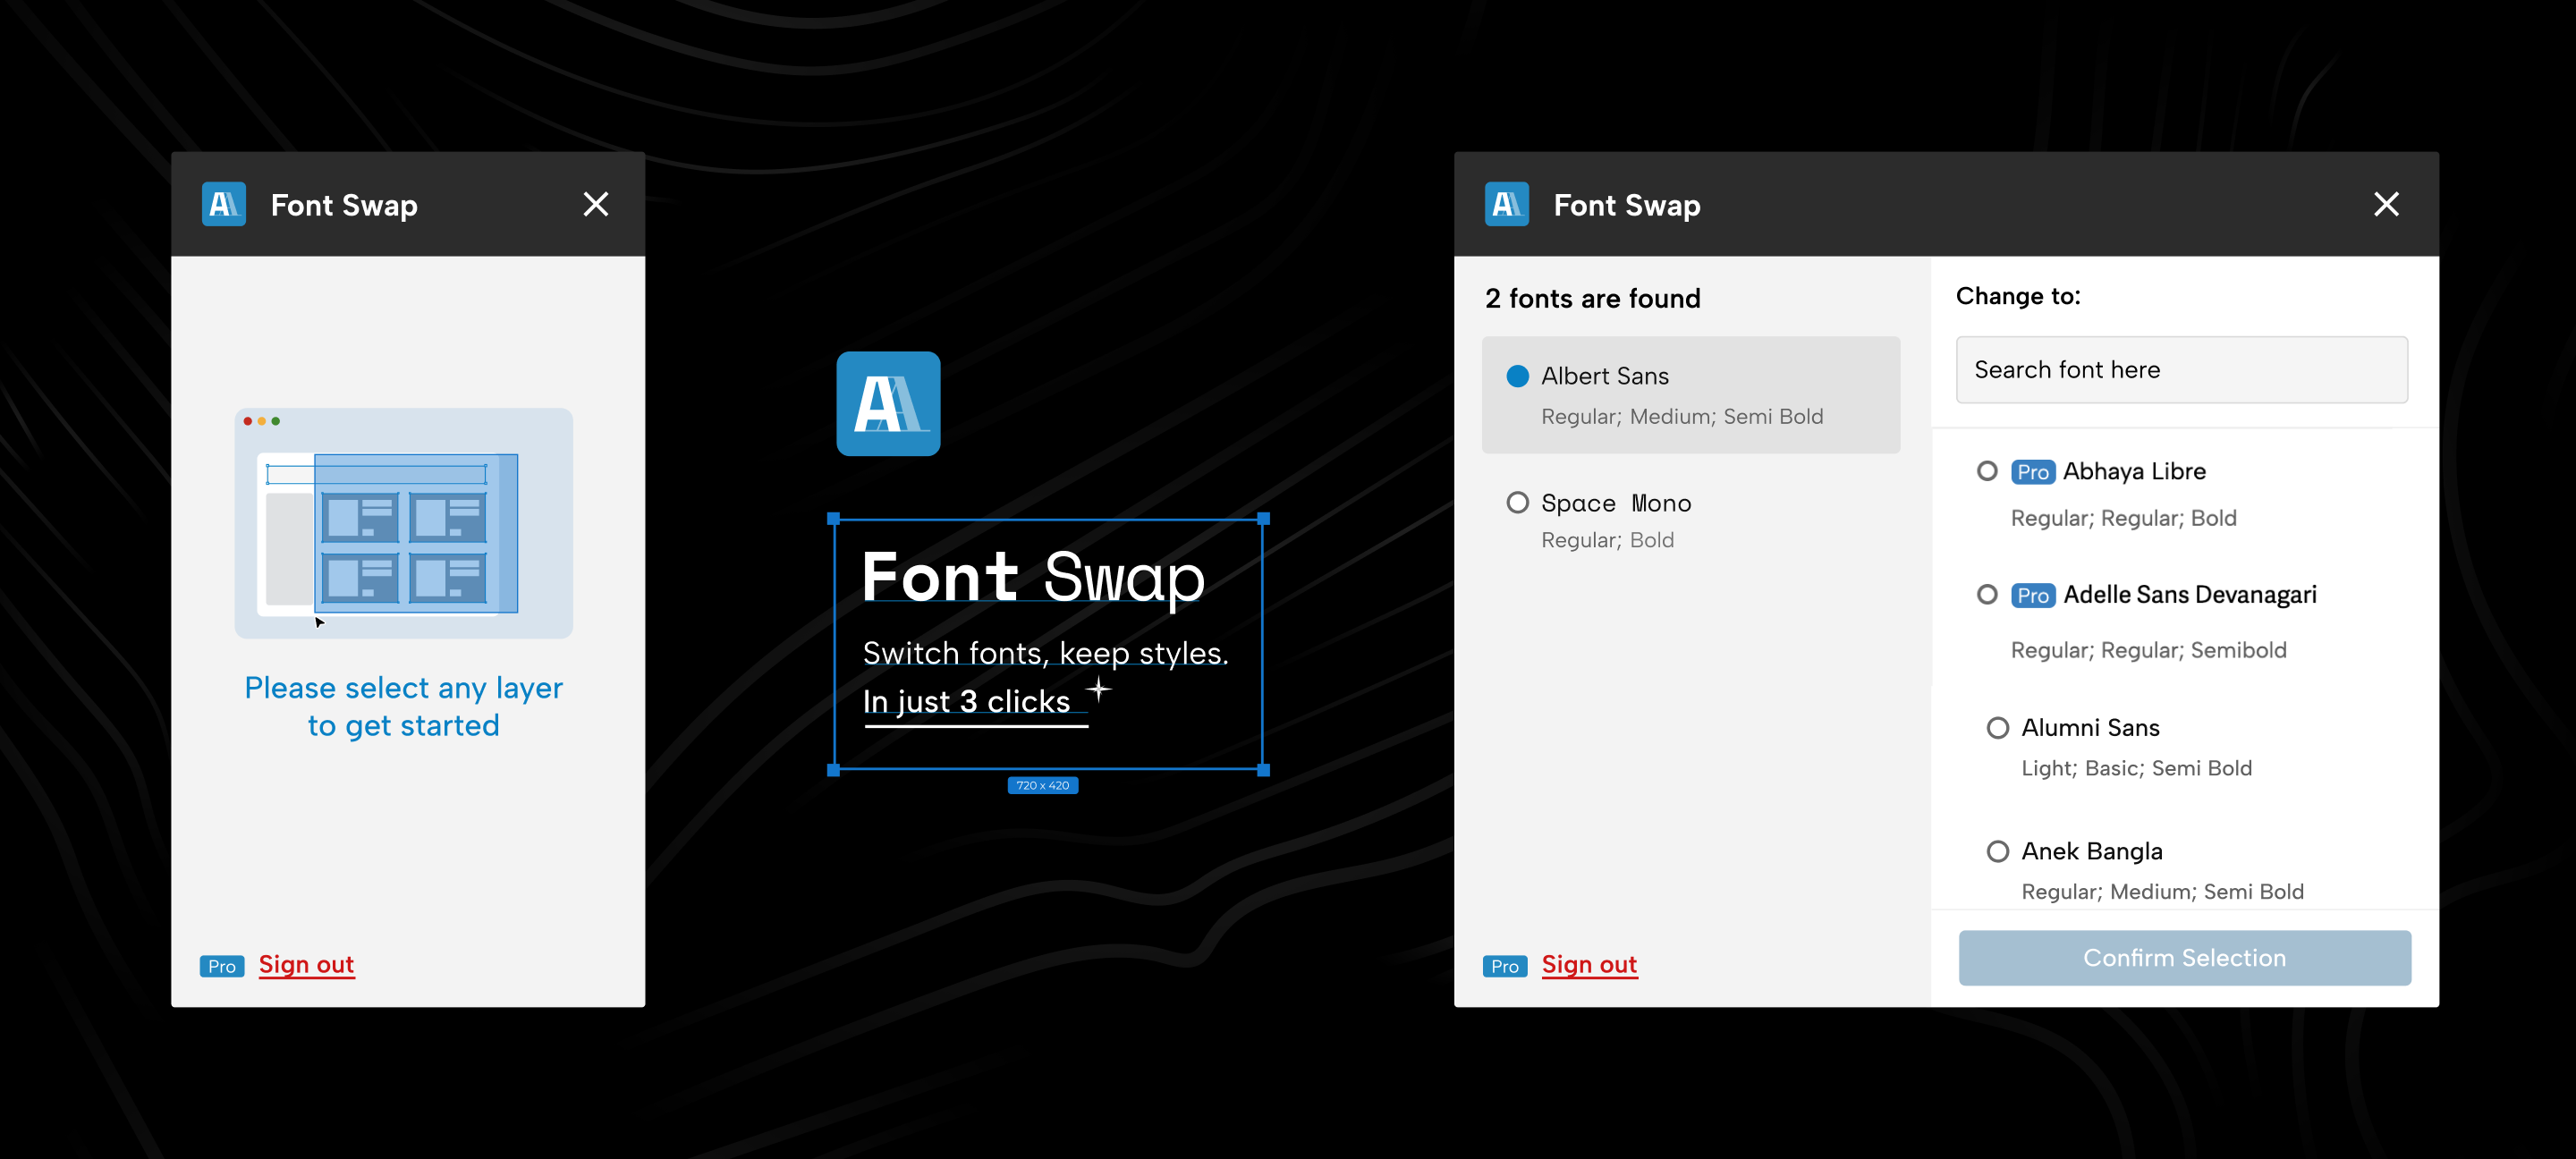 Font Swap
Please select any layer
to get started
Pro Sign out
Font Swap
Switch fonts, keep styles.
In just 3 clicks
720 x 420
Font Swap
2 fonts are found
Albert Sans
Regular; Medium; Semi Bold
Space Mono
Regular; Bold
Pro Sign out
Change to:
Search font here
Pro Abhaya Libre
Regular; Regular; Bold
Pro Adelle Sans Devanagari
Regular; Regular; Semibold
Alumni Sans
Light; Basic; Semi Bold
Anek Bangla
Regular; Medium; Semi Bold
Confirm Selection